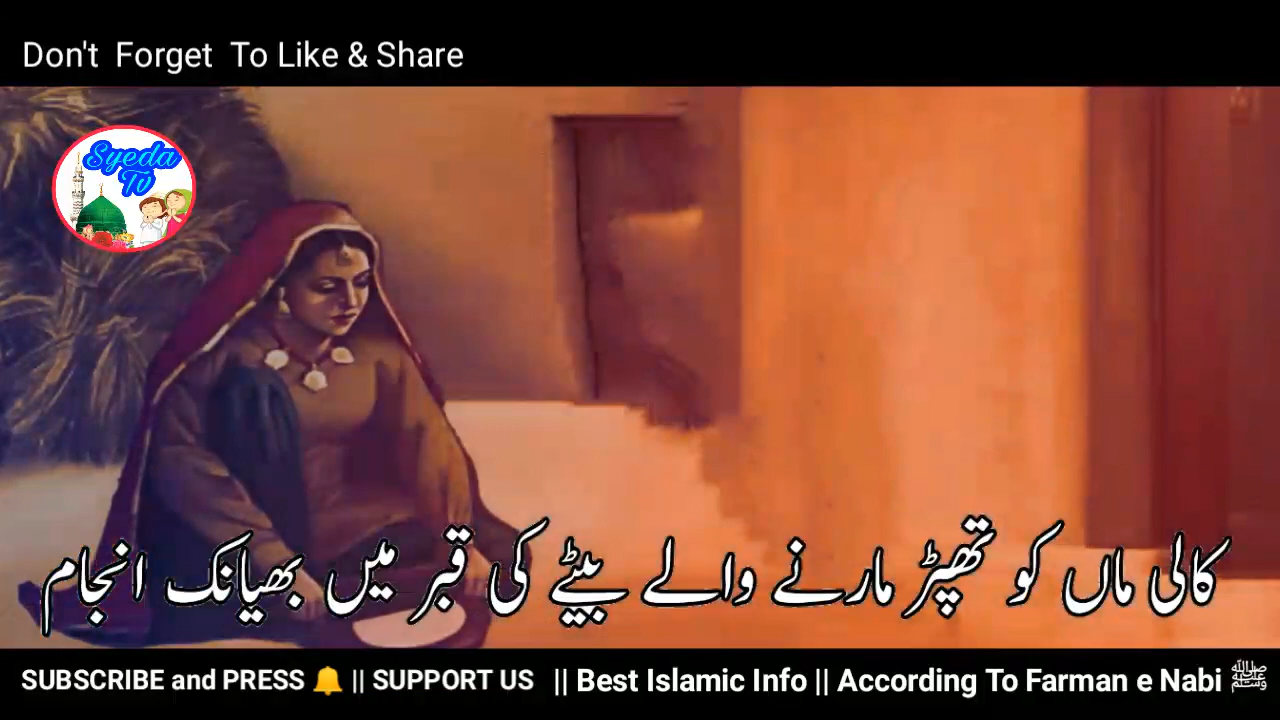 Don't Forget To Like & Share
Syeda
Tv
کالی ماں کو تھپڑ مارنے والے بیٹے کی قبر میں بھیانک انجام
SUBSCRIBE and PRESS 🔔 || SUPPORT US || Best Islamic Info || According To Farman e Nabi ﷺ